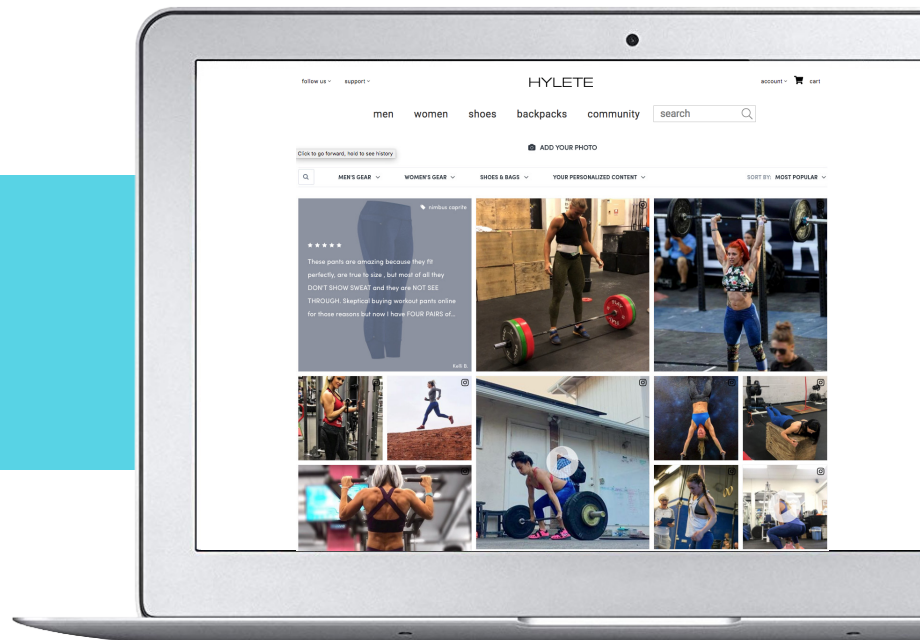 follow us
support
HYLETE
account
cart
men
women
shoes
backpacks
community
search
ADD YOUR PHOTO
Click to go forward, hold to see history
MEN'S GEAR
WOMEN'S GEAR
SHOES & BAGS
YOUR PERSONALIZED CONTENT
SORT BY: MOST POPULAR
nimbus caprite
These pants are amazing because they fit
perfectly, are true to size , but most of all they
DON'T SHOW SWEAT and they are NOT SEE
THROUGH. Skeptical buying workout pants online
for those reasons but now I have FOUR PAIRS of...
Kelli B.